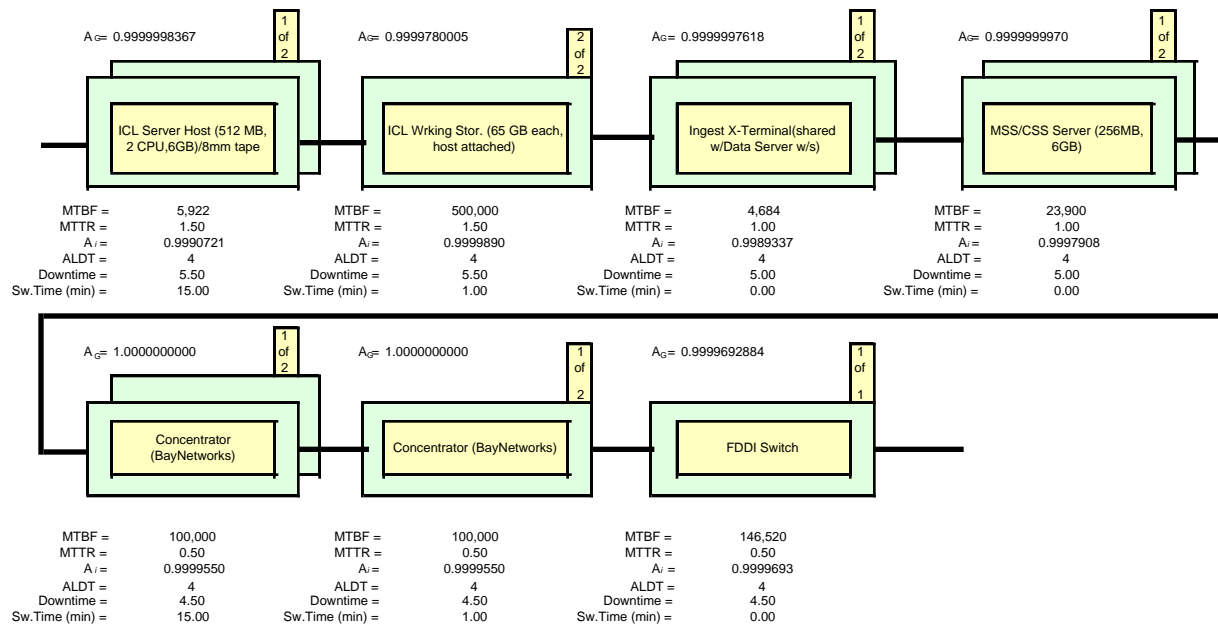 AG= 0.9999998367
1 of 2
AG= 0.9999780005
2 of 2
AG= 0.9999997618
1 of 2
AG= 0.9999999970
1 of 2
ICL Server Host (512 MB,
2 CPU,6GB)/8mm tape
ICL Wrking Stor. (65 GB each,
host attached)
Ingest X-Terminal(shared
w/Data Server w/s)
MSS/CSS Server (256MB,
6GB)
MTBF = 5,922
MTTR = 1.50
Ai = 0.9990721
ALDT = 4
Downtime = 5.50
Sw.Time (min) = 15.00
MTBF = 500,000
MTTR = 1.50
Ai = 0.9999890
ALDT = 4
Downtime = 5.50
Sw.Time (min) = 1.00
MTBF = 4,684
MTTR = 1.00
Ai = 0.9989337
ALDT = 4
Downtime = 5.00
Sw.Time (min) = 0.00
MTBF = 23,900
MTTR = 1.00
Ai = 0.9997908
ALDT = 4
Downtime = 5.00
Sw.Time (min) = 0.00
AG= 1.0000000000
1 of 2
AG= 1.0000000000
1 of 2
AG= 0.9999692884
1 of 1
Concentrator
(BayNetworks)
Concentrator (BayNetworks)
FDDI Switch
MTBF = 100,000
MTTR = 0.50
Ai = 0.9999550
ALDT = 4
Downtime = 4.50
Sw.Time (min) = 15.00
MTBF = 100,000
MTTR = 0.50
Ai = 0.9999550
ALDT = 4
Downtime = 4.50
Sw.Time (min) = 1.00
MTBF = 146,520
MTTR = 0.50
Ai = 0.9999693
ALDT = 4
Downtime = 4.50
Sw.Time (min) = 0.00